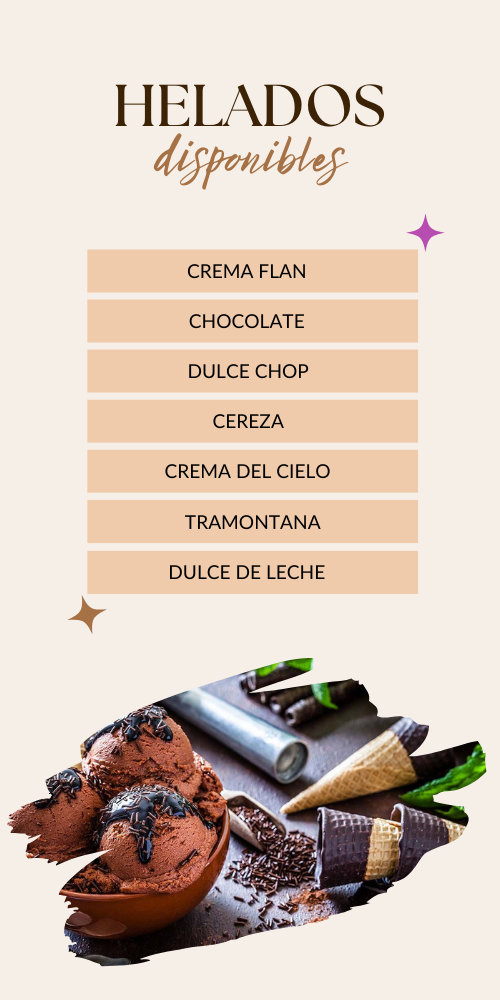 HELADOS
disponibles
CREMA FLAN
CHOCOLATE
DULCE CHOP
CEREZA
CREMA DEL CIELO
TRAMONTANA
DULCE DE LECHE